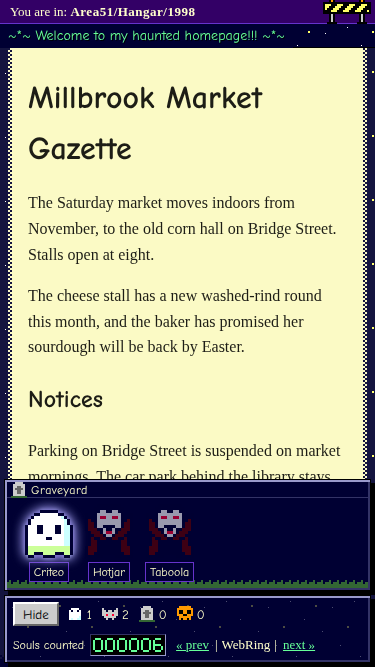 You are in: Area51/Hangar/1998
~*~ Welcome to my haunted homepage!!! ~*~
Millbrook Market
Gazette
The Saturday market moves indoors from
November, to the old corn hall on Bridge Street.
Stalls open at eight.
The cheese stall has a new washed-rind round
this month, and the baker has promised her
sourdough will be back by Easter.
Notices
Parking on Bridge Street is suspended on market
mornings. The car park behind the library stays
Graveyard
Criteo Hotjar Taboola
Hide 1 2 0 0
Souls counted 000006 « prev | WebRing | next »